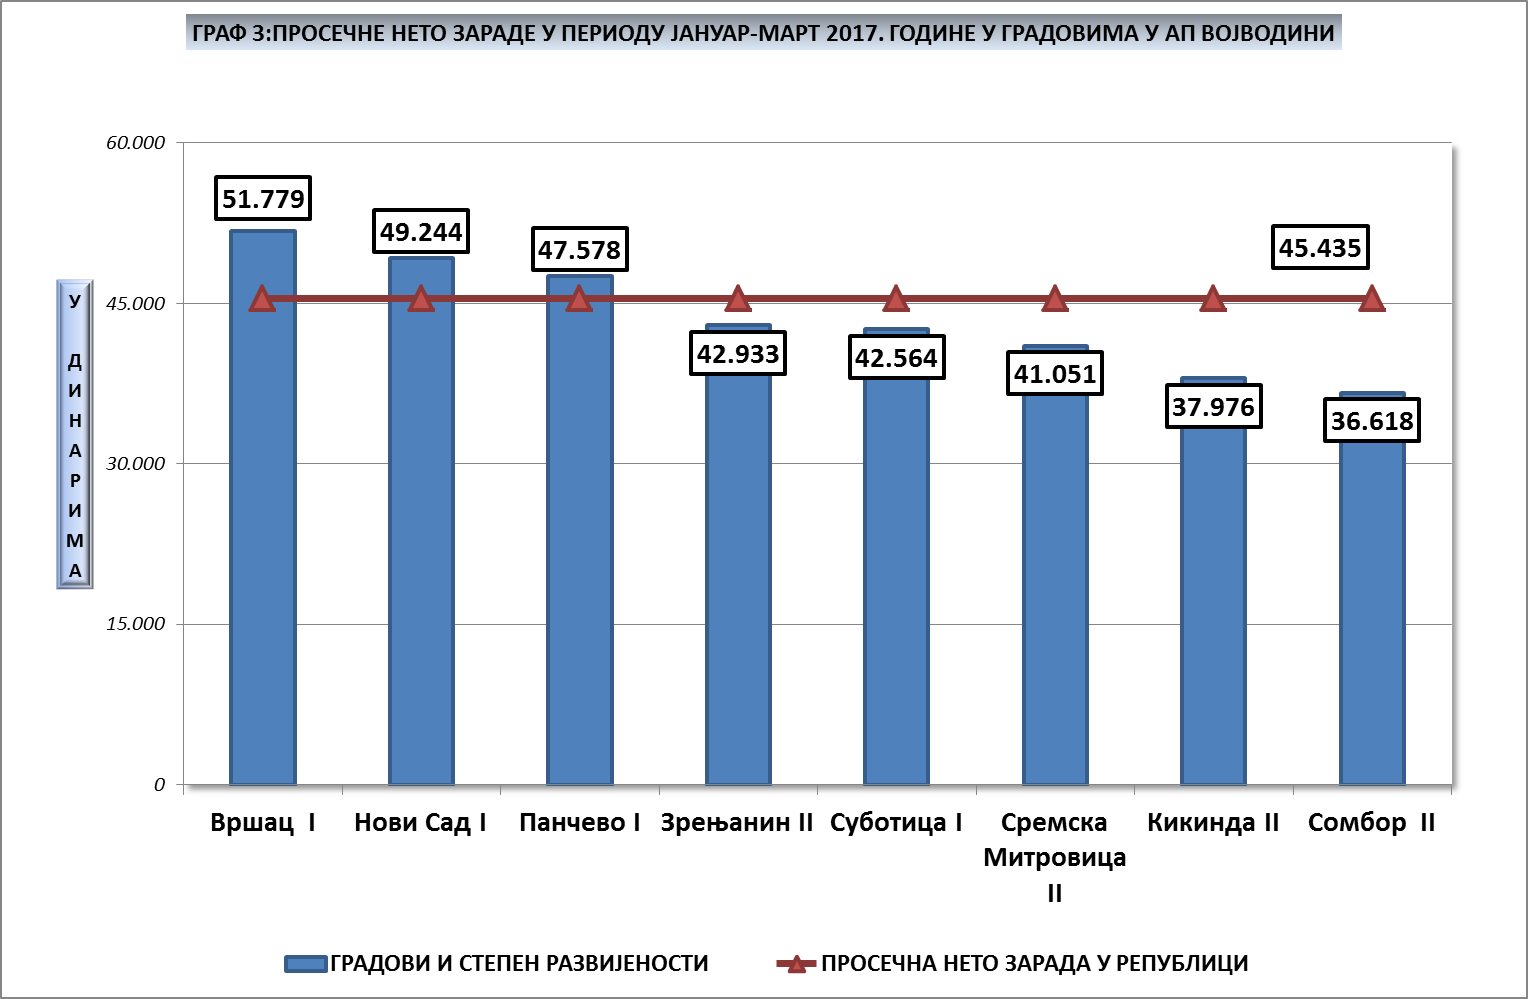 ГРАФ 3:ПРОСЕЧНЕ НЕТО ЗАРАДЕ У ПЕРИОДУ ЈАНУАР-МАРТ 2017. ГОДИНЕ У ГРАДОВИМА У АП ВОЈВОДИНИ
У ДИНАРИМА
60.000
45.000
30.000
15.000
0
51.779
49.244
47.578
42.933
42.564
41.051
37.976
36.618
45.435
Вршац I
Нови Сад I
Панчево I
Зрењанин II
Суботица I
Сремска
Митровица
II
Кикинда II
Сомбор II
ГРАДОВИ И СТЕПЕН РАЗВИЈЕНОСТИ
ПРОСЕЧНА НЕТО ЗАРАДА У РЕПУБЛИЦИ